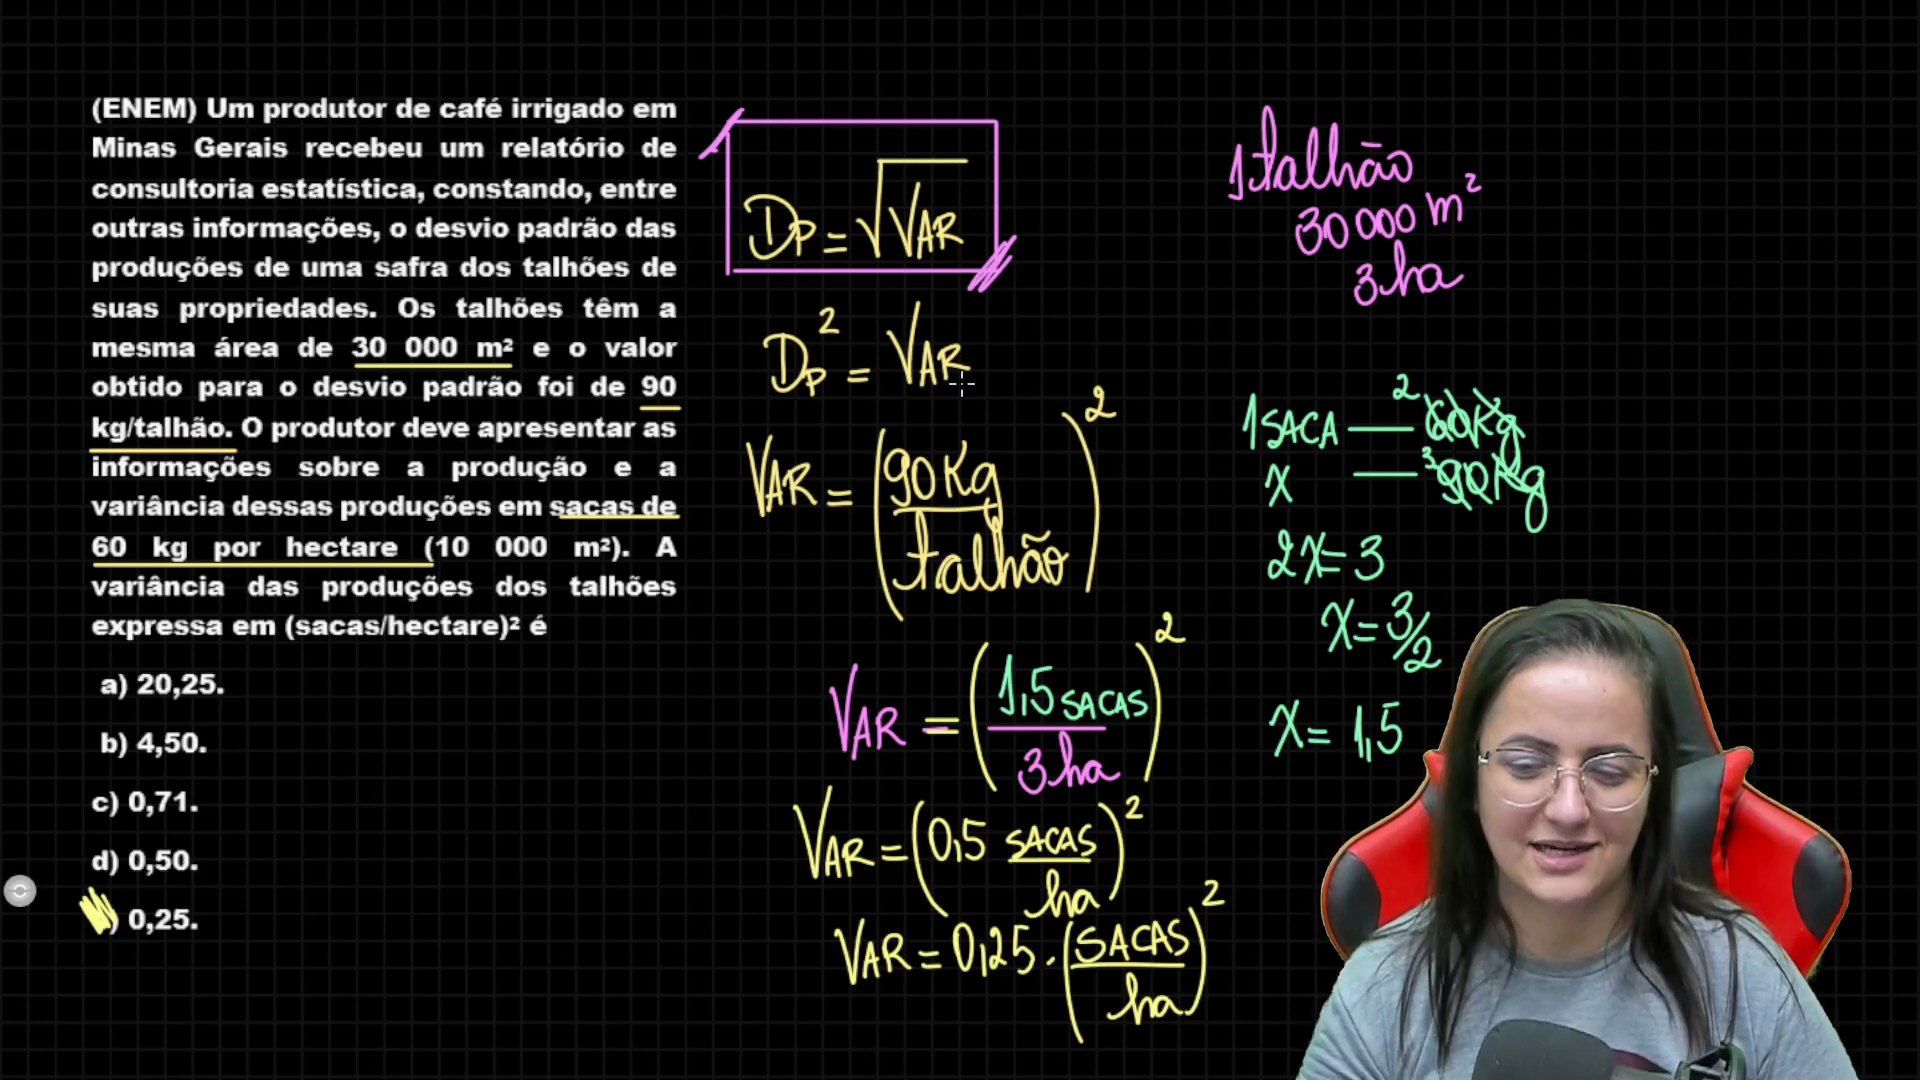 (ENEM) Um produtor de café irrigado em
Minas Gerais recebeu um relatório de
consultoria estatística, constando, entre
outras informações, o desvio padrão das
produções de uma safra dos talhões de
suas propriedades. Os talhões têm a
mesma área de 30 000 m² e o valor
obtido para o desvio padrão foi de 90
kg/talhão. O produtor deve apresentar as
informações sobre a produção e a
variância dessas produções em sacas de
60 kg por hectare (10 000 m²). A
variância das produções dos talhões
expressa em (sacas/hectare)² é
a) 20,25.
b) 4,50.
c) 0,71.
d) 0,50.
) 0,25.
DP = √VAR
DP² = VAR
VAR = (90 Kg / talhão)²
VAR = (1,5 SACAS / 3 ha)²
VAR = (0,5 SACAS / ha)²
VAR = 0,25 . (SACAS / ha)²
1 talhão
30 000 m²
3 ha
1 SACA — 2 60 Kg
X — 3 90 Kg
2X = 3
X = 3/2
X = 1,5